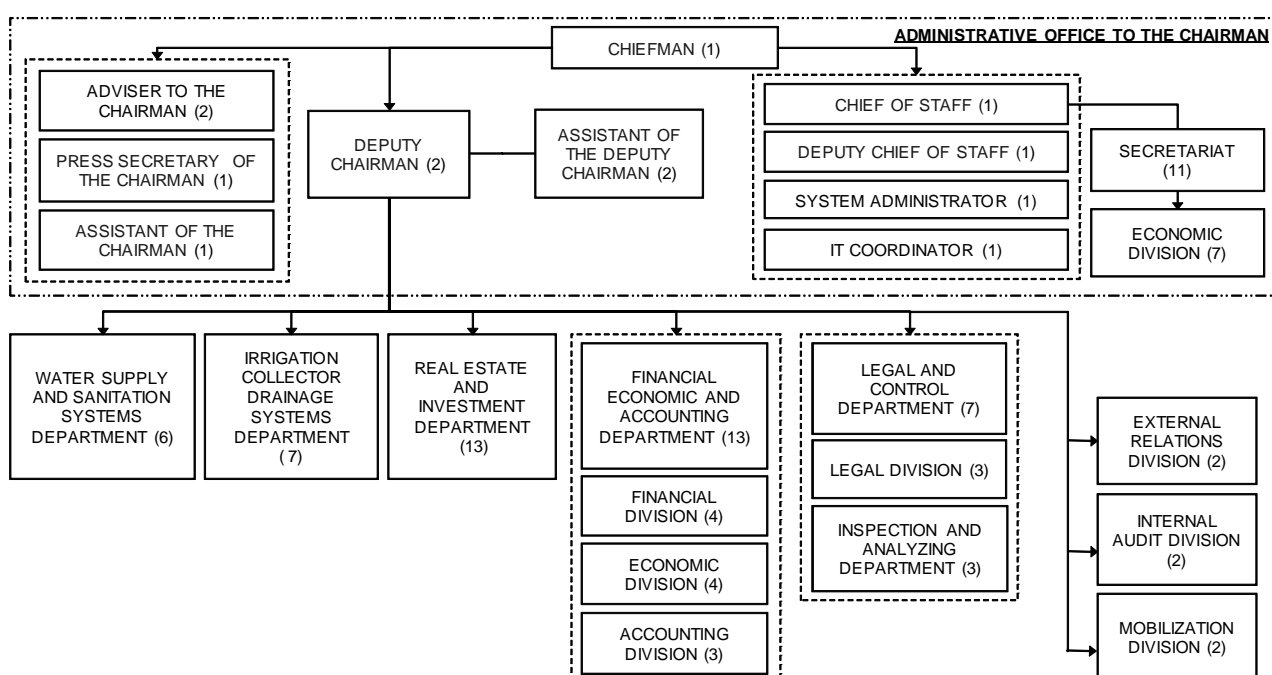 ADMINISTRATIVE OFFICE TO THE CHAIRMAN
CHIEFMAN (1)
ADVISER TO THE
CHAIRMAN (2)
PRESS SECRETARY OF
THE CHAIRMAN (1)
ASSISTANT OF THE
CHAIRMAN (1)
DEPUTY
CHAIRMAN (2)
ASSISTANT OF
THE DEPUTY
CHAIRMAN (2)
CHIEF OF STAFF (1)
DEPUTY CHIEF OF STAFF (1)
SYSTEM ADMINISTRATOR (1)
IT COORDINATOR (1)
SECRETARIAT
(11)
ECONOMIC
DIVISION (7)
WATER SUPPLY
AND SANITATION
SYSTEMS
DEPARTMENT (6)
IRRIGATION
COLLECTOR
DRAINAGE
SYSTEMS
DEPARTMENT
( 7)
REAL ESTATE
AND
INVESTMENT
DEPARTMENT
(13)
FINANCIAL
ECONOMIC AND
ACCOUNTING
DEPARTMENT (13)
FINANCIAL
DIVISION (4)
ECONOMIC
DIVISION (4)
ACCOUNTING
DIVISION (3)
LEGAL AND
CONTROL
DEPARTMENT (7)
LEGAL DIVISION (3)
INSPECTION AND
ANALYZING
DEPARTMENT (3)
EXTERNAL
RELATIONS
DIVISION (2)
INTERNAL
AUDIT DIVISION
(2)
MOBILIZATION
DIVISION (2)